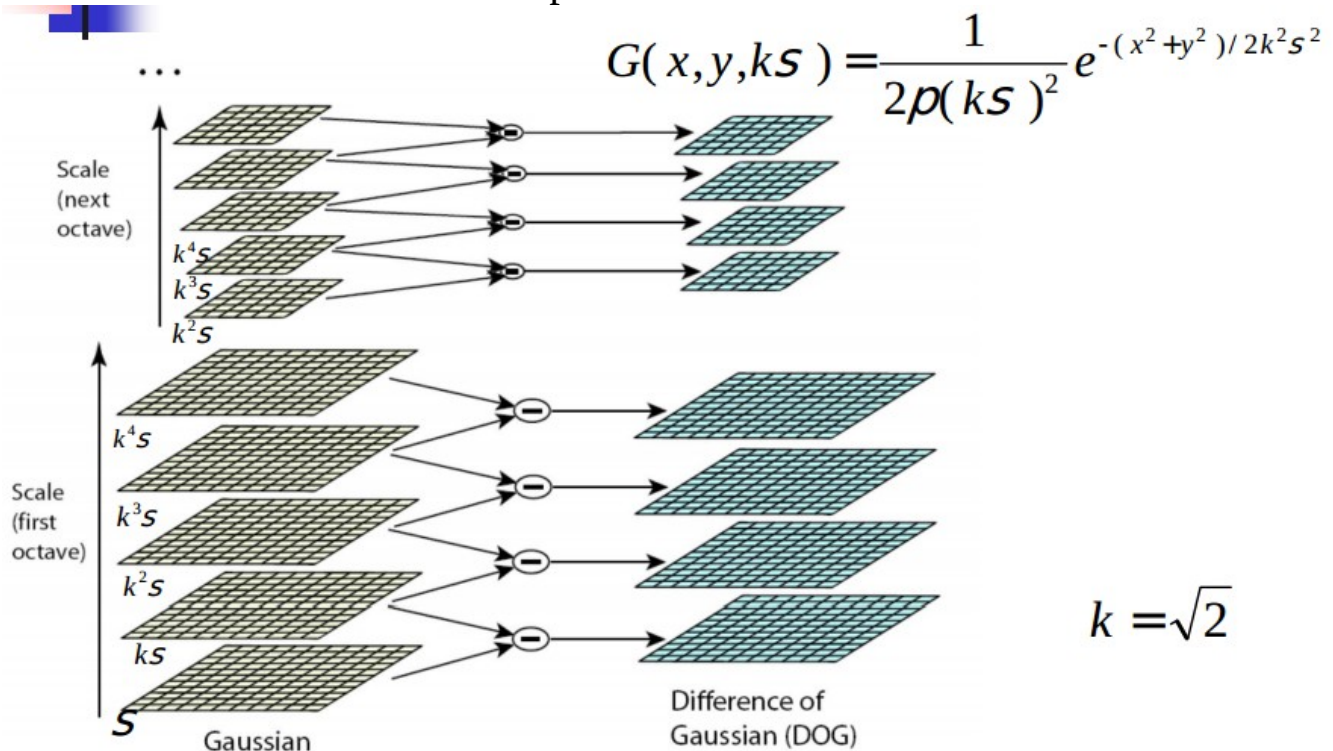 ...
G(x,y,ks)=1/2p(ks)² e^-(x²+y²)/2k²s²
Scale
(next
octave)
k⁴s
k³s
k²s
k⁴s
Scale
(first
octave)
k³s
k²s
ks
s
k=√2
Gaussian
Difference of
Gaussian (DOG)